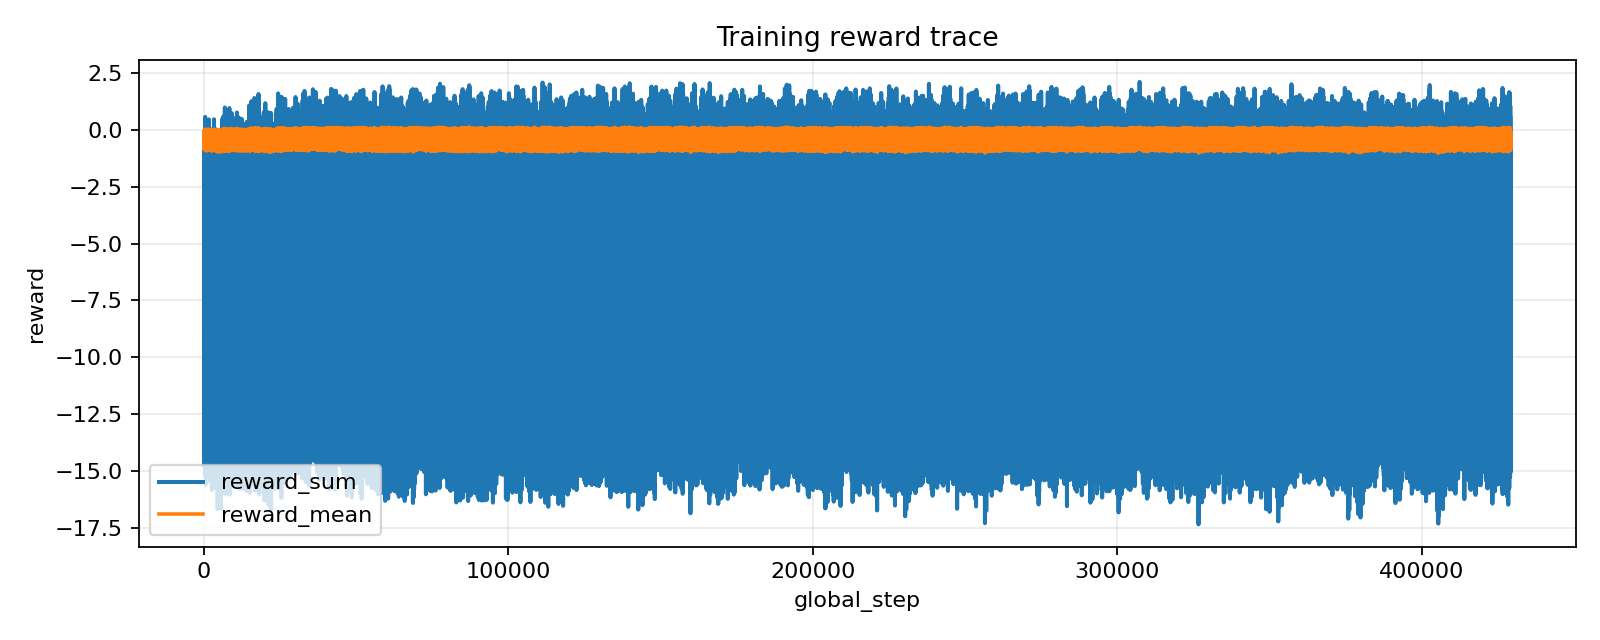 Training reward trace
2.5
0.0
−2.5
−5.0
−7.5
−10.0
−12.5
−15.0
−17.5
reward
reward_sum
reward_mean
0
100000
200000
300000
400000
global_step